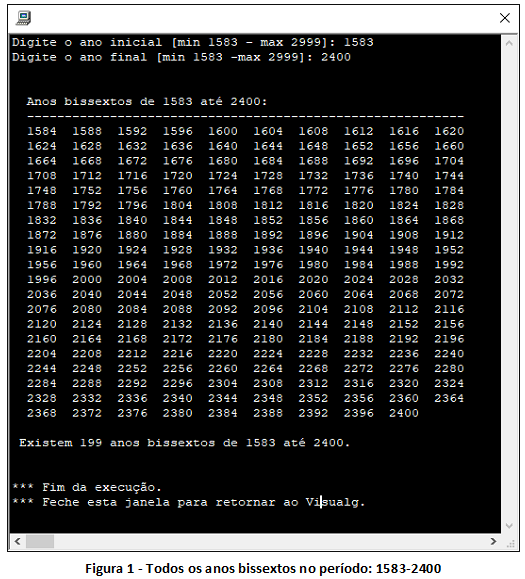 Digite o ano inicial [min 1583 - max 2999]: 1583
Digite o ano final [min 1583 -max 2999]: 2400
Anos bissextos de 1583 até 2400:
----------------------------------------------------------
1584 1588 1592 1596 1600 1604 1608 1612 1616 1620
1624 1628 1632 1636 1640 1644 1648 1652 1656 1660
1664 1668 1672 1676 1680 1684 1688 1692 1696 1704
1708 1712 1716 1720 1724 1728 1732 1736 1740 1744
1748 1752 1756 1760 1764 1768 1772 1776 1780 1784
1788 1792 1796 1804 1808 1812 1816 1820 1824 1828
1832 1836 1840 1844 1848 1852 1856 1860 1864 1868
1872 1876 1880 1884 1888 1892 1896 1904 1908 1912
1916 1920 1924 1928 1932 1936 1940 1944 1948 1952
1956 1960 1964 1968 1972 1976 1980 1984 1988 1992
1996 2000 2004 2008 2012 2016 2020 2024 2028 2032
2036 2040 2044 2048 2052 2056 2060 2064 2068 2072
2076 2080 2084 2088 2092 2096 2104 2108 2112 2116
2120 2124 2128 2132 2136 2140 2144 2148 2152 2156
2160 2164 2168 2172 2176 2180 2184 2188 2192 2196
2204 2208 2212 2216 2220 2224 2228 2232 2236 2240
2244 2248 2252 2256 2260 2264 2268 2272 2276 2280
2284 2288 2292 2296 2304 2308 2312 2316 2320 2324
2328 2332 2336 2340 2344 2348 2352 2356 2360 2364
2368 2372 2376 2380 2384 2388 2392 2396 2400
Existem 199 anos bissextos de 1583 até 2400.
*** Fim da execução.
*** Feche esta janela para retornar ao Visualg.
Figura 1 - Todos os anos bissextos no período: 1583-2400